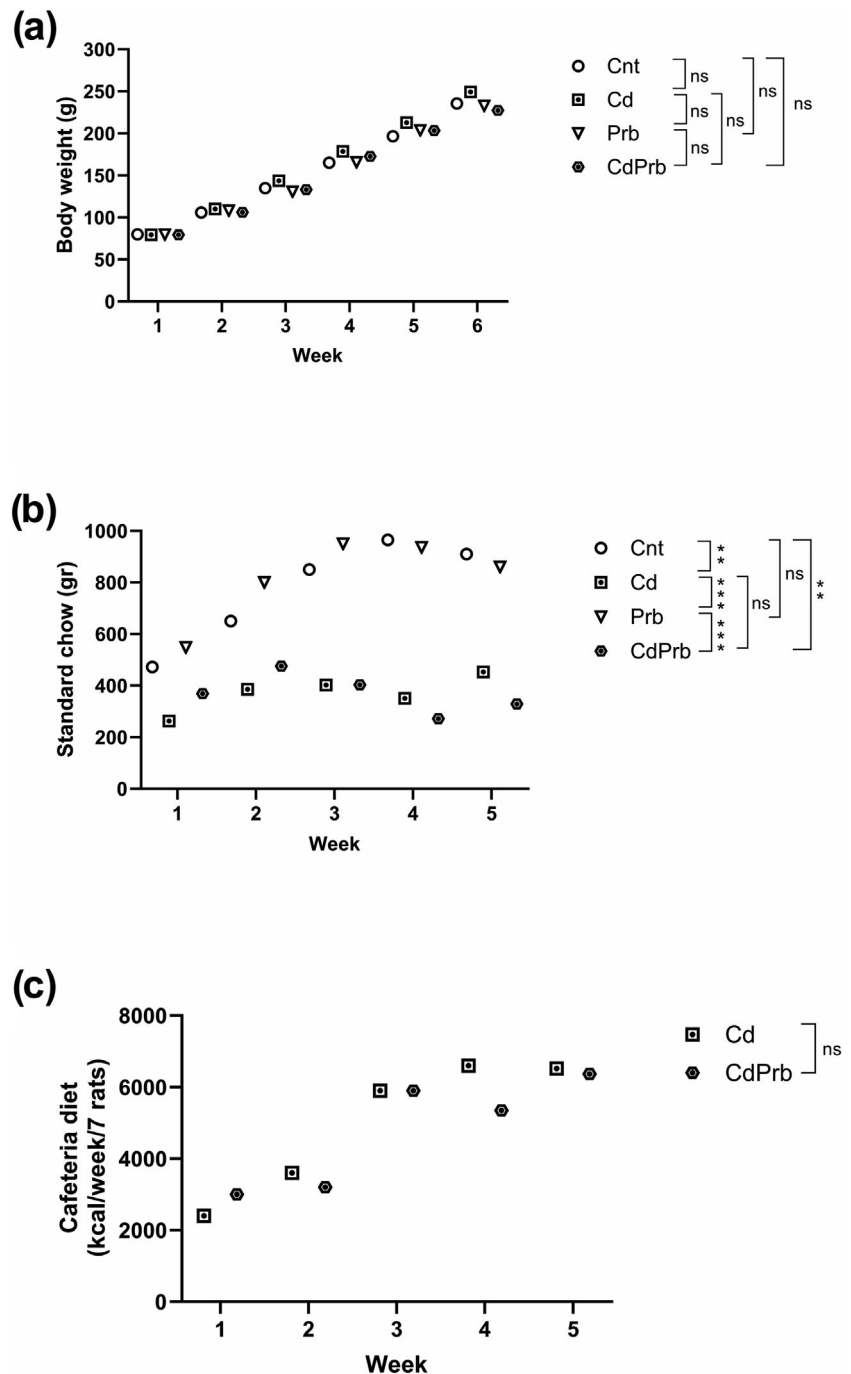 (a)
300
250
200
150
100
50
0
Body weight (g)
1 2 3 4 5 6
Week
Cnt
Cd
Prb
CdPrb
ns
ns
ns
ns
ns
ns
(b)
1000
800
600
400
200
0
Standard chow (gr)
1 2 3 4 5
Week
Cnt
Cd
Prb
CdPrb
**
***
***
ns
ns
**
(c)
8000
6000
4000
2000
0
Cafeteria diet
(kcal/week/7 rats)
1 2 3 4 5
Week
Cd
CdPrb
ns